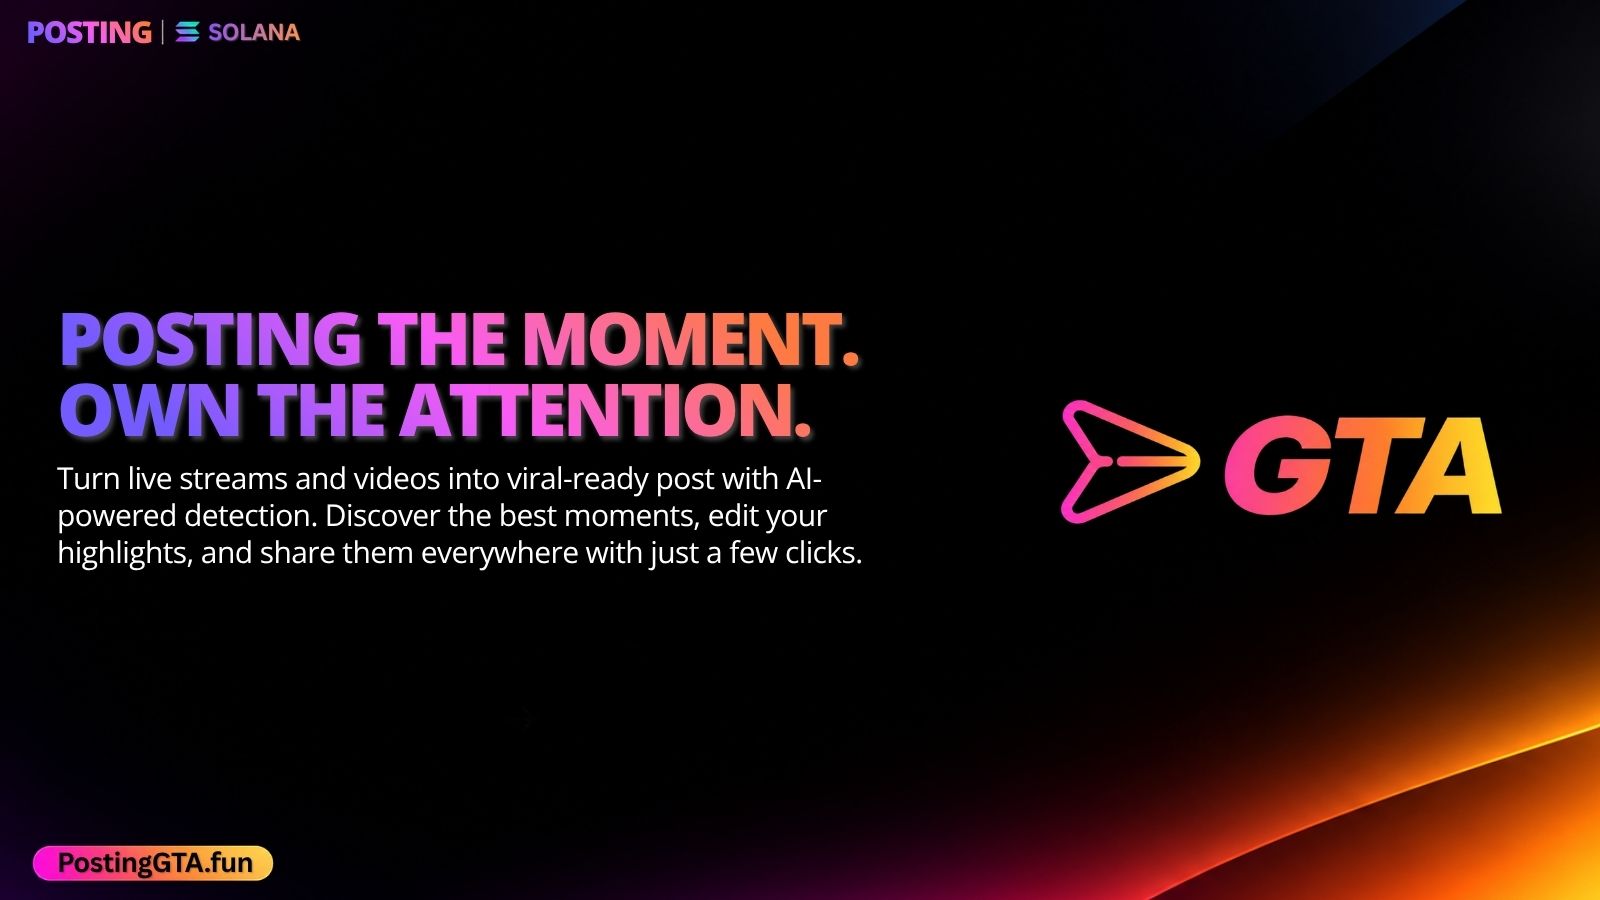 POSTING | SOLANA
POSTING THE MOMENT.
OWN THE ATTENTION.
Turn live streams and videos into viral-ready post with AI-
powered detection. Discover the best moments, edit your
highlights, and share them everywhere with just a few clicks.
GTA
PostingGTA.fun